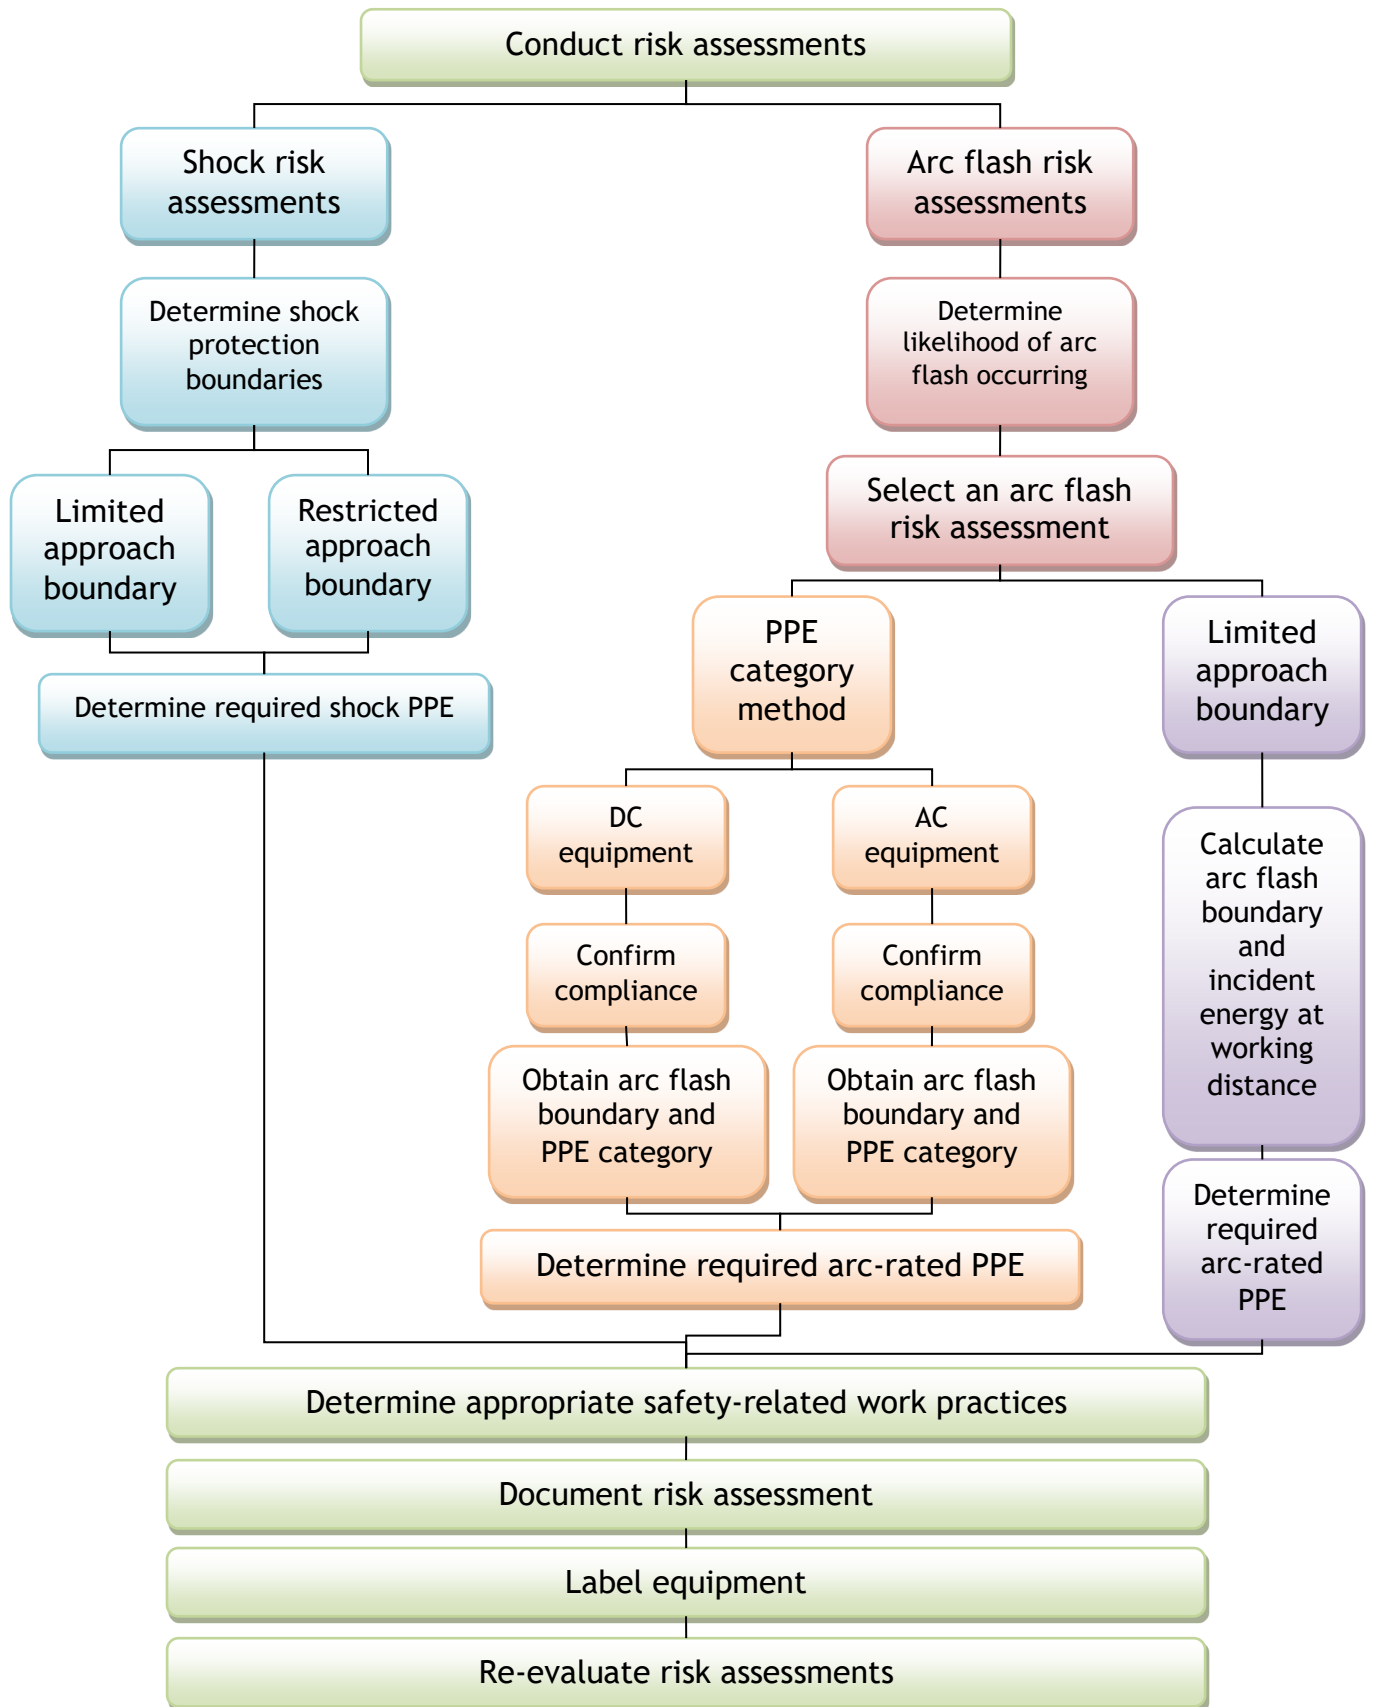 Conduct risk assessments
Shock risk
assessments
Arc flash risk
assessments
Determine shock
protection
boundaries
Determine
likelihood of arc
flash occurring
Limited
approach
boundary
Restricted
approach
boundary
Select an arc flash
risk assessment
Determine required shock PPE
PPE
category
method
Limited
approach
boundary
DC
equipment
AC
equipment
Calculate
arc flash
boundary
and
incident
energy at
working
distance
Confirm
compliance
Confirm
compliance
Obtain arc flash
boundary and
PPE category
Obtain arc flash
boundary and
PPE category
Determine required arc-rated PPE
Determine
required
arc-rated
PPE
Determine appropriate safety-related work practices
Document risk assessment
Label equipment
Re-evaluate risk assessments